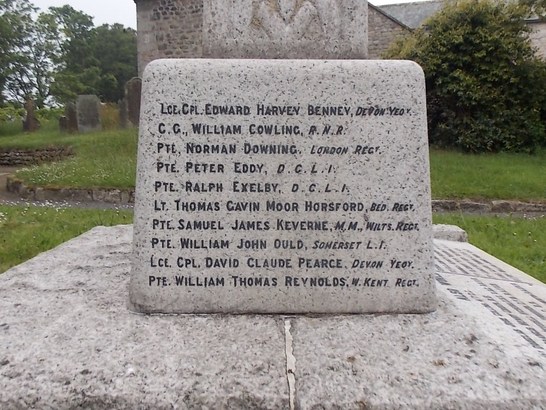 Lce. Cpl. Edward Harvey Benney, Devon Yeoy.
C.G., William Cowling, R.N.R.
Pte. Norman Downing, London Regt.
Pte. Peter Eddy, D.C.L.I.
Pte. Ralph Exelby, D.C.L.I.
Lt. Thomas Gavin Moor Horsford, Bed. Regt.
Pte. Samuel James Keverne, M.M., Wilts. Regt.
Pte. William John Ould, Somerset L.I.
Lce. Cpl. David Claude Pearce, Devon Yeoy.
Pte. William Thomas Reynolds, W. Kent Regt.